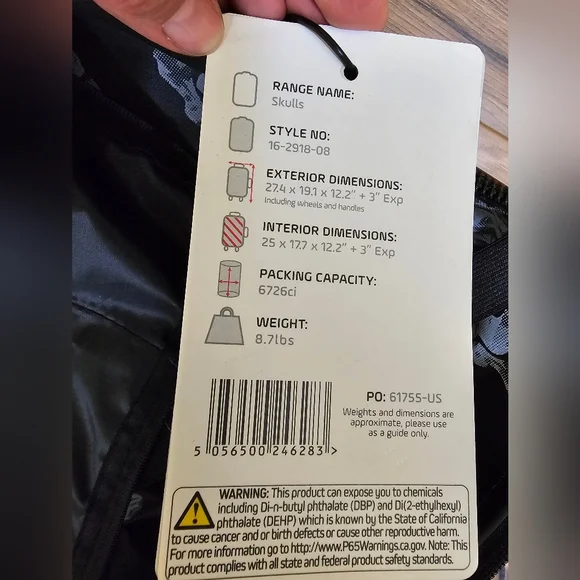 RANGE NAME:
Skulls
STYLE NO:
16-2918-08
EXTERIOR DIMENSIONS:
27.4 x 19.1 x 12.2" + 3" Exp
Including wheels and handles
INTERIOR DIMENSIONS:
25 x 17.7 x 12.2" + 3" Exp
PACKING CAPACITY:
6726ci
WEIGHT:
8.7lbs
PO: 61755-US
Weights and dimensions are
approximate, please use
as a guide only.
5 056500 246283 >
WARNING: This product can expose you to chemicals
including Di-n-butyl phthalate (DBP) and Di(2-ethylhexyl)
phthalate (DEHP) which is known by the State of California
to cause cancer and or birth defects or cause other reproductive harm.
For more information go to http://www.P65Warnings.ca.gov. Note: This
product complies with all state and federal product safety standards.